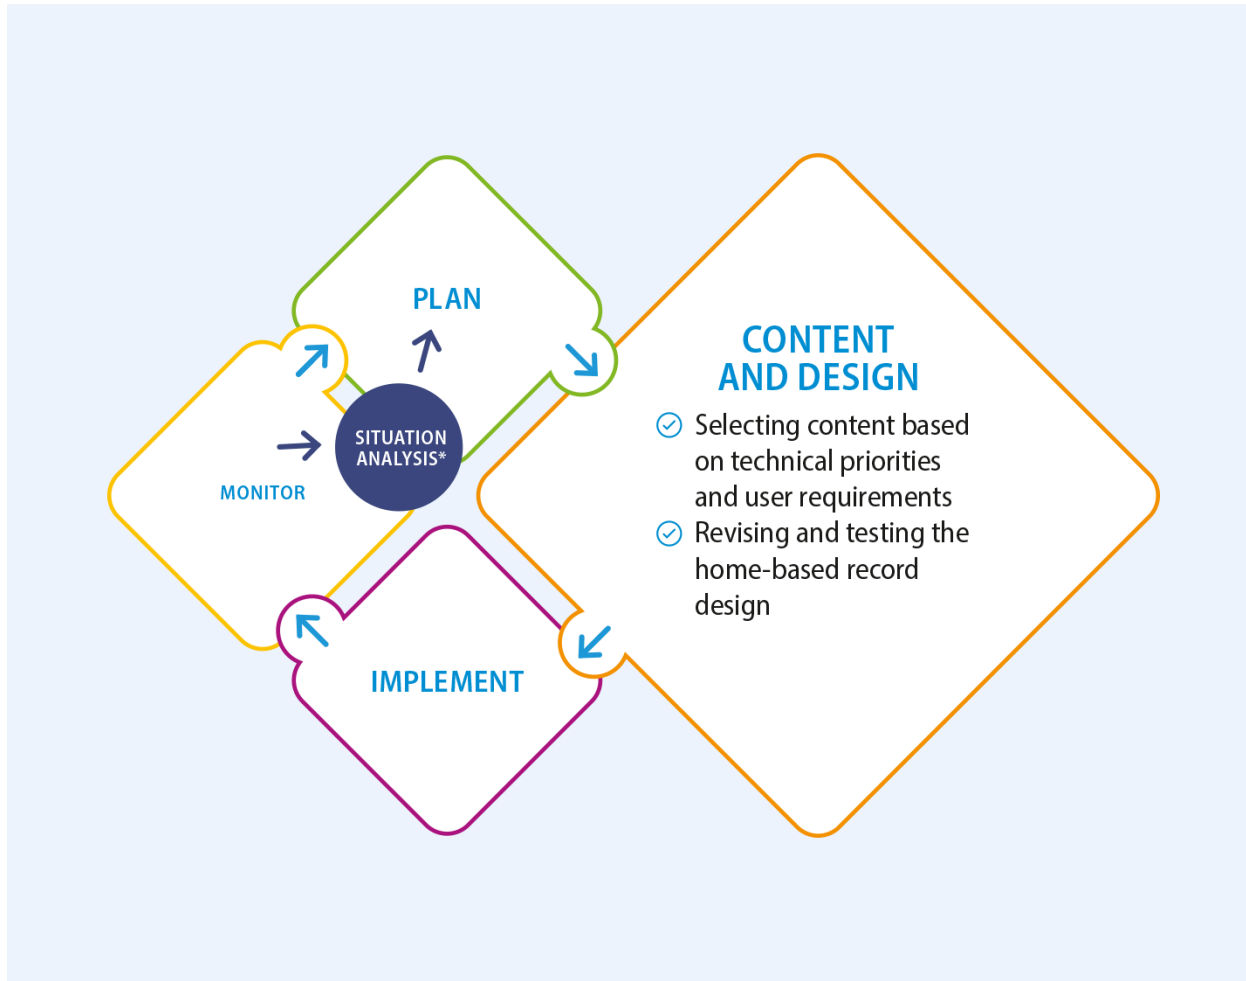 PLAN
CONTENT
AND DESIGN
Selecting content based
on technical priorities
and user requirements
Revising and testing the
home-based record
design
SITUATION
ANALYSIS*
MONITOR
IMPLEMENT